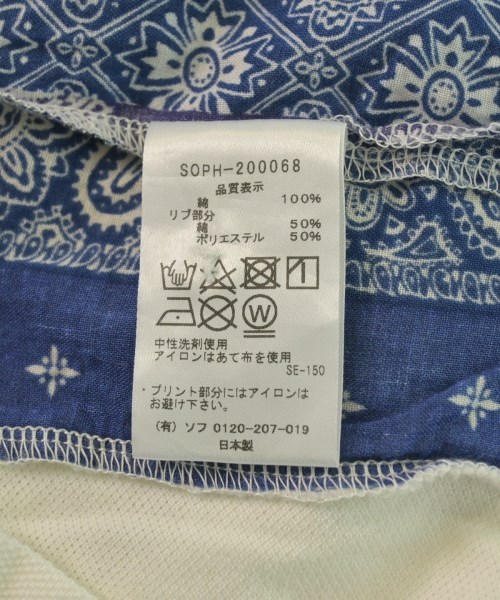 SOPH-200068
品質表示
綿 100%
リブ部分
綿 50%
ポリエステル 50%
W
中性洗剤使用
アイロンはあて布を使用
SE-150
・プリント部分にはアイロンは
お避け下さい。
(有) ソフ 0120-207-019
日本製